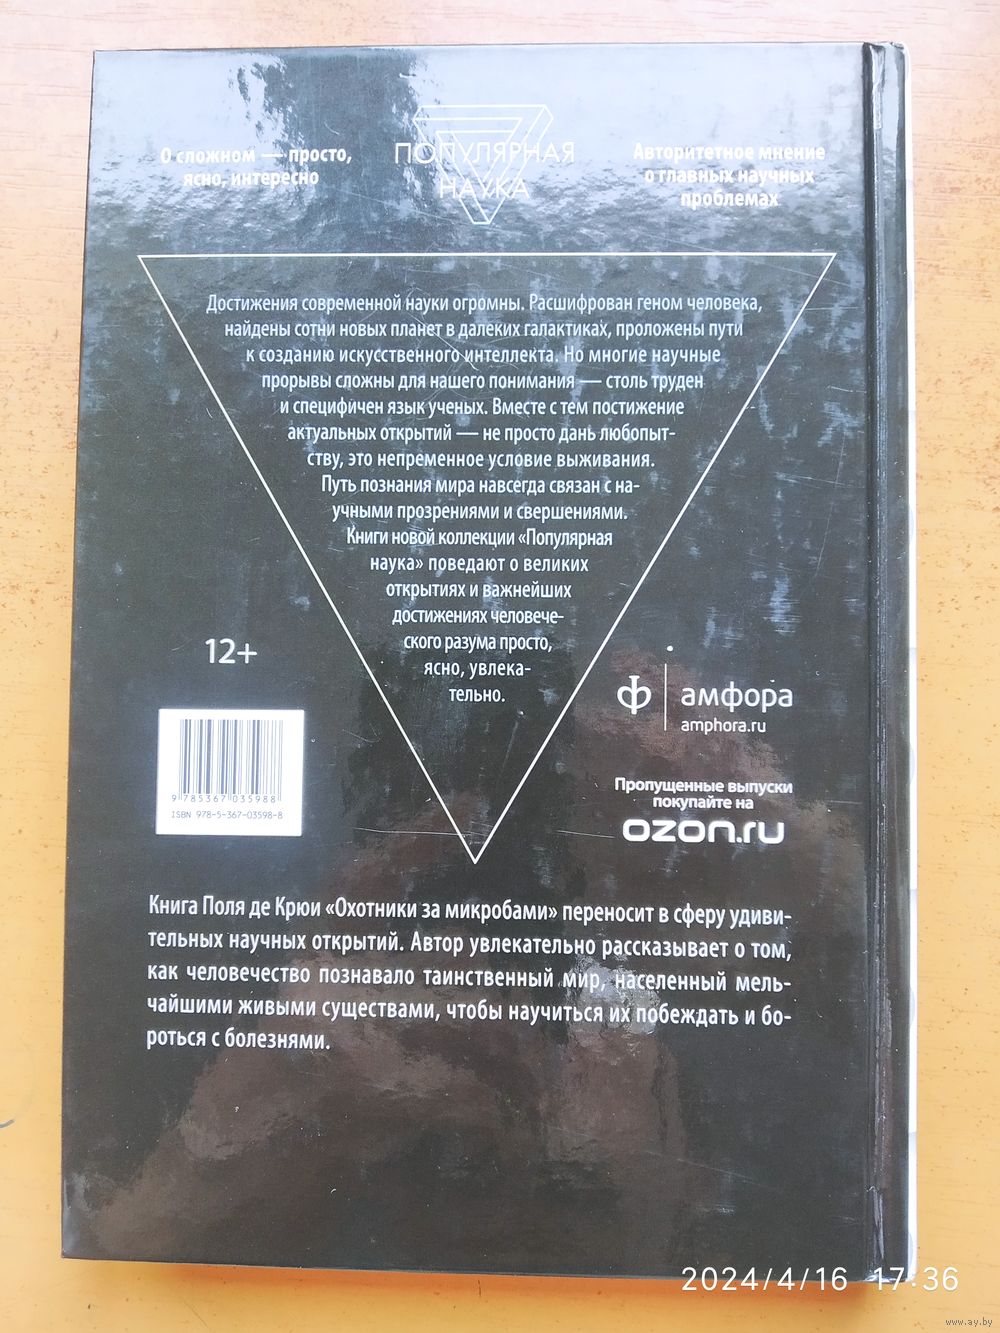 О сложном — просто,
ясно, интересно
ПОПУЛЯРНАЯ
НАУКА
Авторитетное мнение
о главных научных
проблемах
Достижения современной науки огромны. Расшифрован геном человека,
найдены сотни новых планет в далеких галактиках, проложены пути
к созданию искусственного интеллекта. Но многие научные
прорывы сложны для нашего понимания — столь труден
и специфичен язык ученых. Вместе с тем постижение
актуальных открытий — не просто дань любопыт-
ству, это непременное условие выживания.
Путь познания мира навсегда связан с на-
учными прозрениями и свершениями.
Книги новой коллекции «Популярная
наука» поведают о великих
открытиях и важнейших
достижениях человече-
ского разума просто,
ясно, увлека-
тельно.
12+
9 785367 035988
ISBN 978-5-367-03598-8
амфора
amphora.ru
Пропущенные выпуски
покупайте на
ozon.ru
Книга Поля де Крюи «Охотники за микробами» переносит в сферу удиви-
тельных научных открытий. Автор увлекательно рассказывает о том,
как человечество познавало таинственный мир, населенный мель-
чайшими живыми существами, чтобы научиться их побеждать и бо-
роться с болезнями.
2024/4/16 17:36
www.ay.by